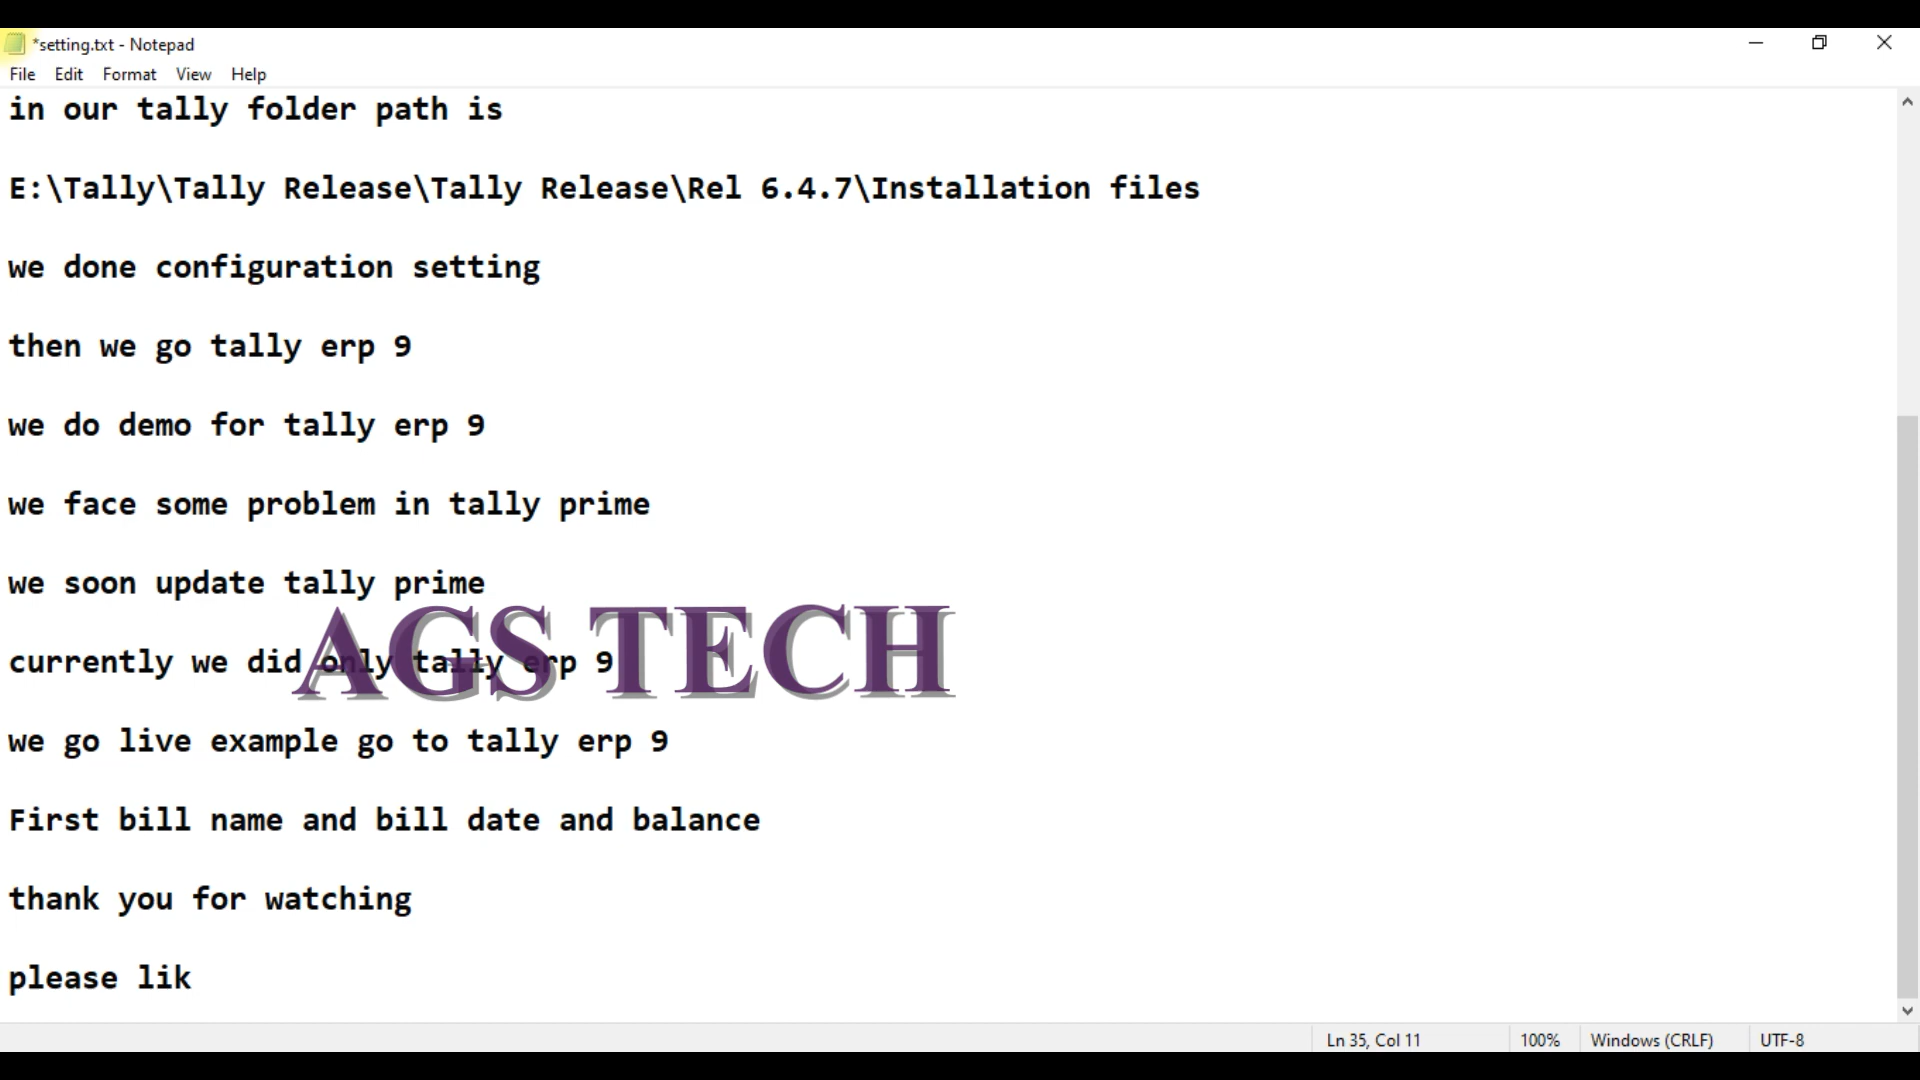 *setting.txt - Notepad
File Edit Format View Help
in our tally folder path is
E:\Tally\Tally Release\Tally Release\Rel 6.4.7\Installation files
we done configuration setting
then we go tally erp 9
we do demo for tally erp 9
we face some problem in tally prime
we soon update tally prime
currently we did only tally erp 9
AGS TECH
we go live example go to tally erp 9
First bill name and bill date and balance
thank you for watching
please lik
Ln 35, Col 11 100% Windows (CRLF) UTF-8